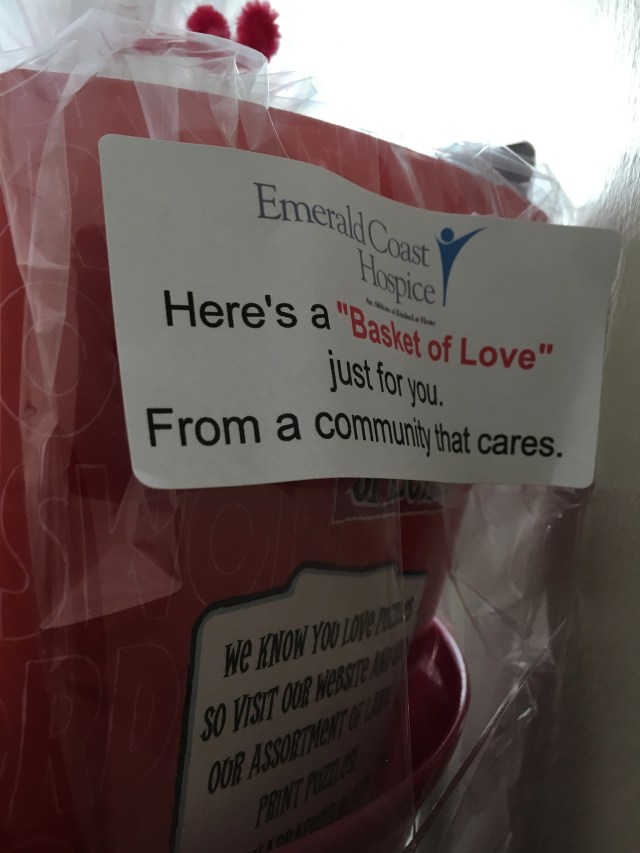 Emerald Coast
Hospice
Here's a "Basket of Love"
just for you.
From a community that cares.
WE KNOW YOU LOVE
SO VISIT OUR WEBSITE
OUR ASSORTMENT OF
PRINT PUZZLES!